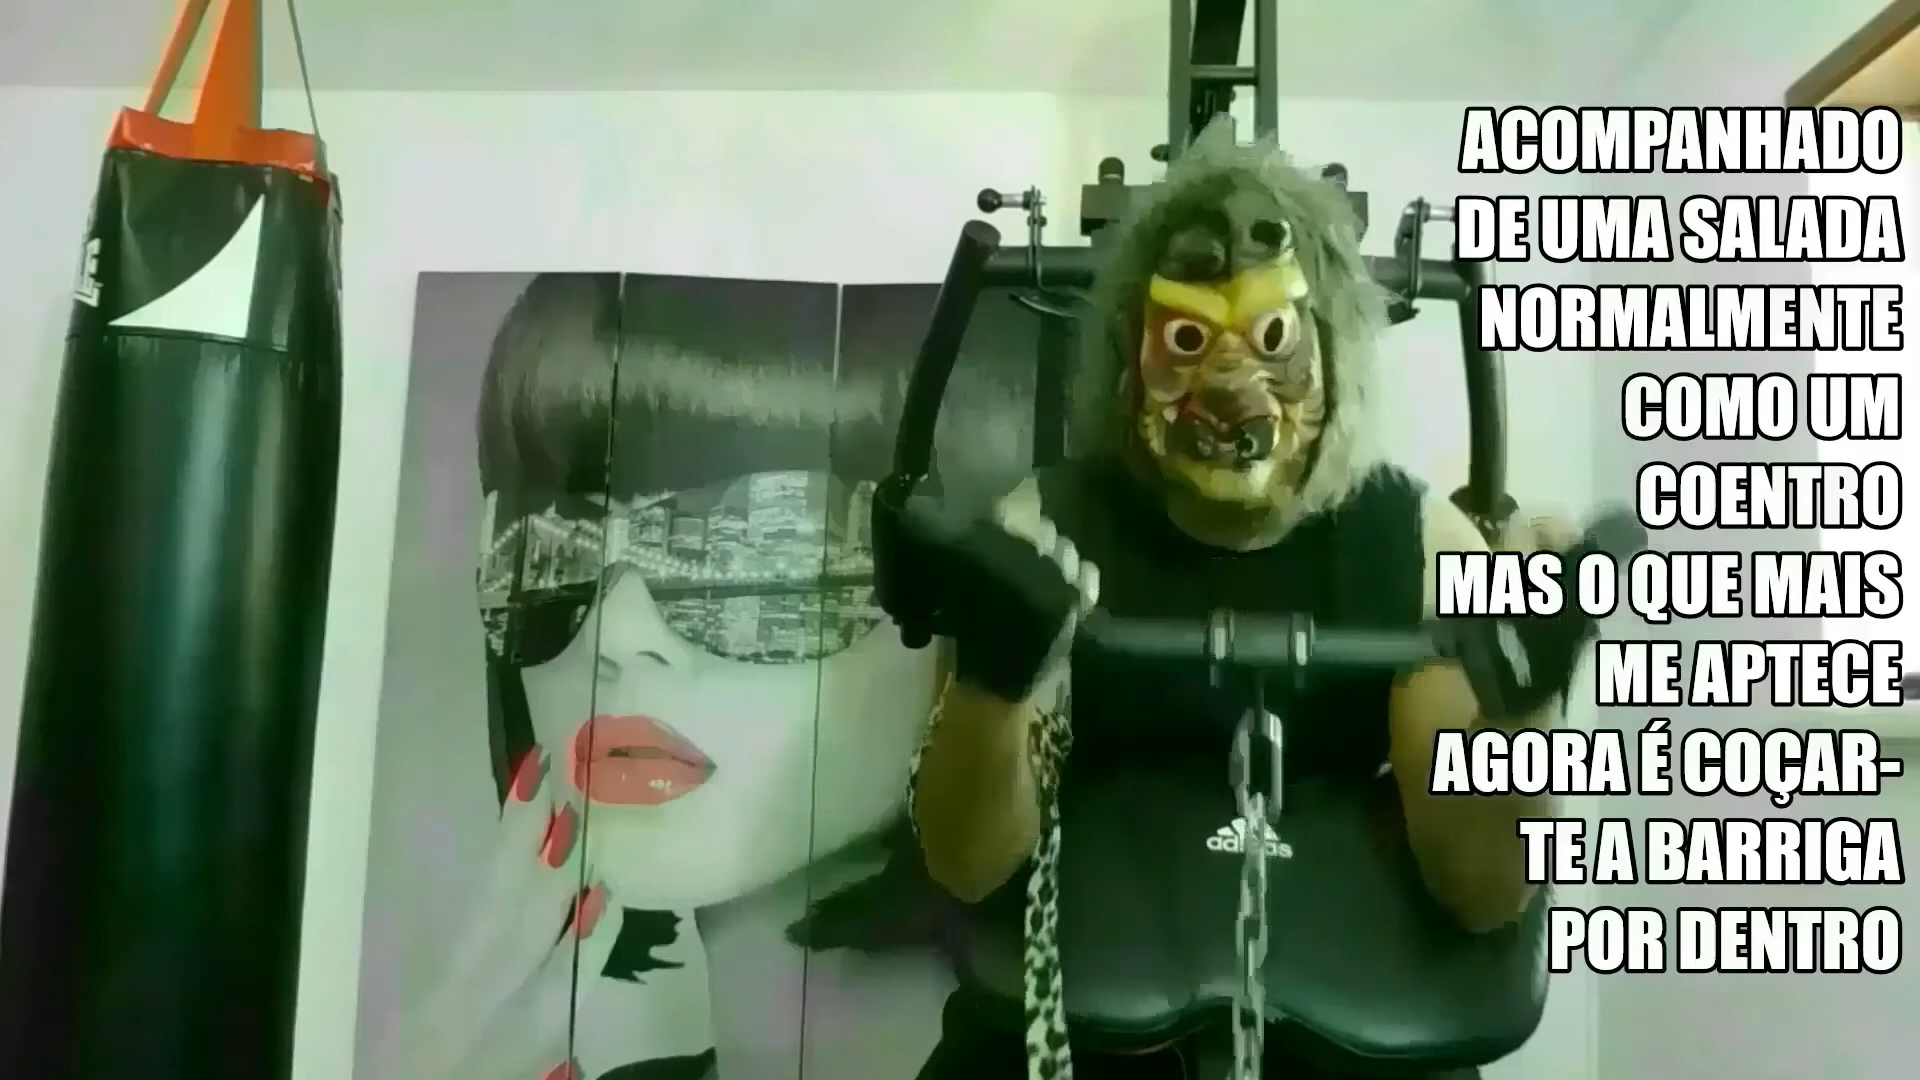 ACOMPANHADO
DE UMA SALADA
NORMALMENTE
COMO UM
COENTRO
MAS O QUE MAIS
ME APTECE
AGORA É COÇAR-
TE A BARRIGA
POR DENTRO
adidas